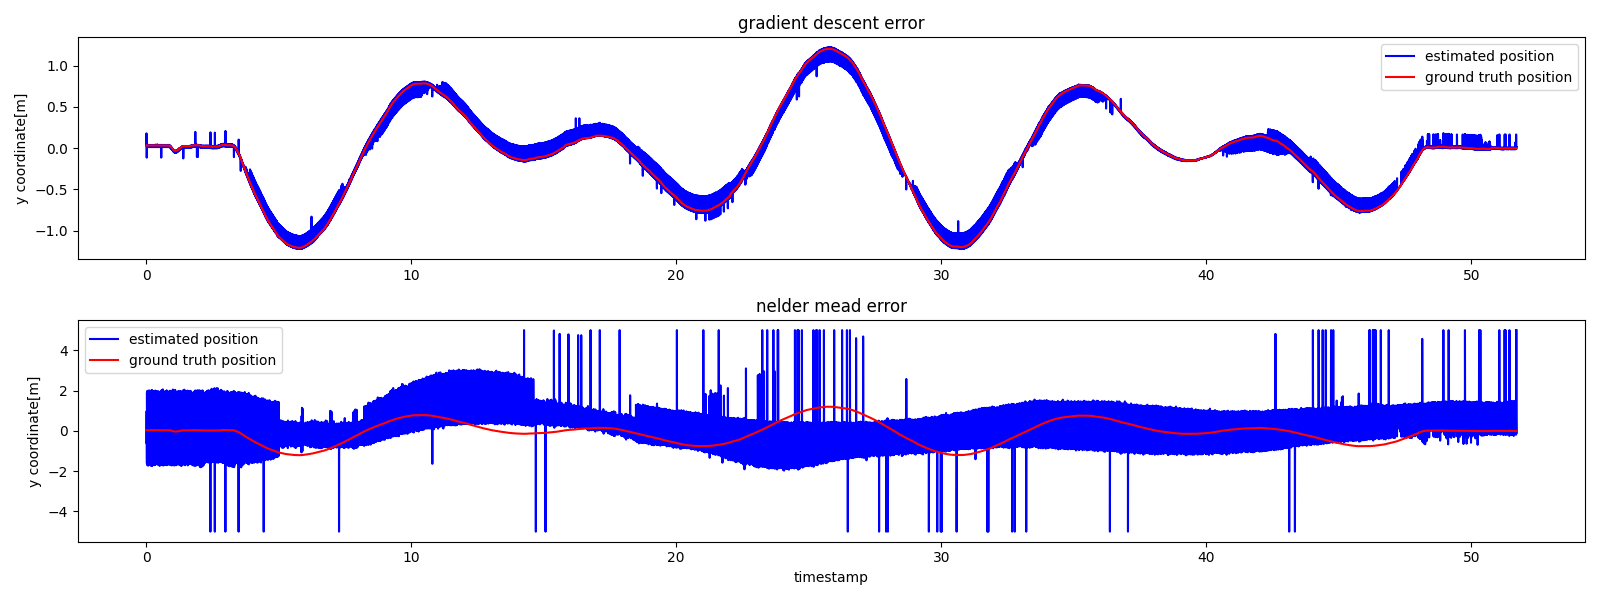 gradient descent error
y coordinate[m]
1.0
0.5
0.0
−0.5
−1.0
estimated position
ground truth position
0 10 20 30 40 50
nelder mead error
y coordinate[m]
4
2
0
−2
−4
estimated position
ground truth position
0 10 20 30 40 50
timestamp